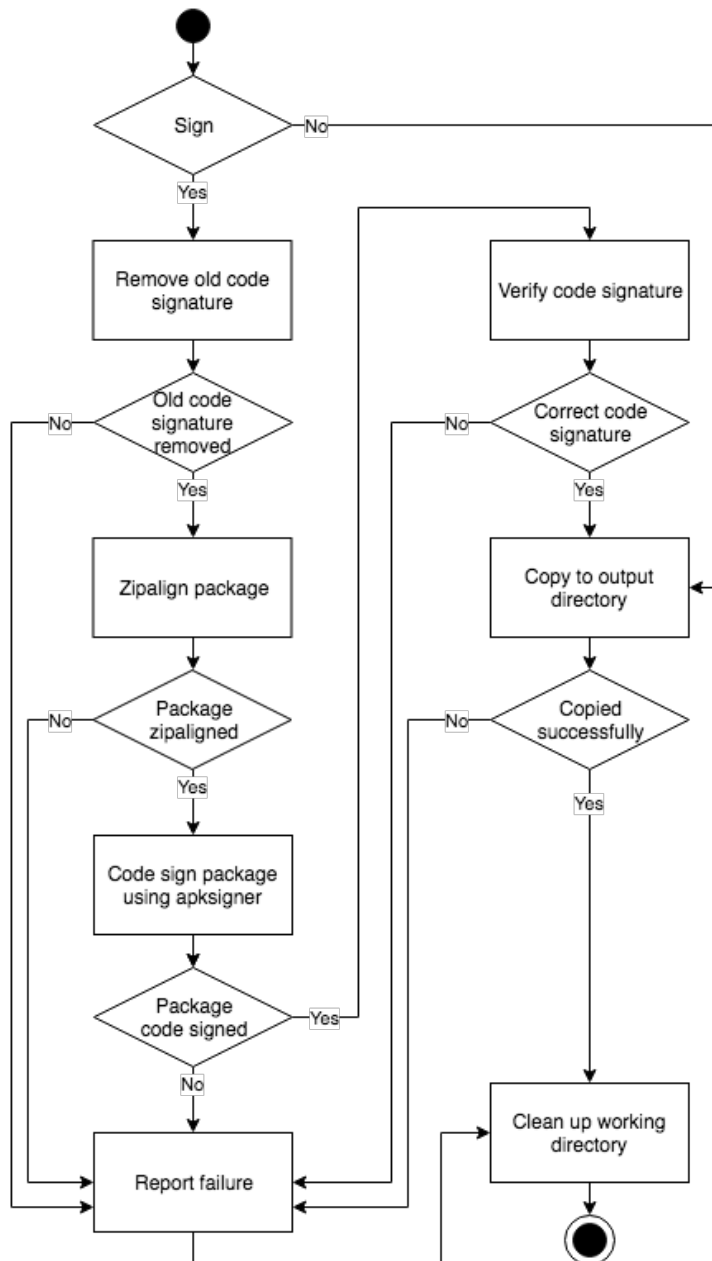 Sign
No
Yes
Remove old code
signature
Verify code signature
Old code
signature
removed
No
Yes
Correct code
signature
No
Yes
Zipalign package
Copy to output
directory
Package
zipaligned
No
Yes
Copied
successfully
No
Yes
Code sign package
using apksigner
Package
code signed
Yes
No
Report failure
Clean up working
directory